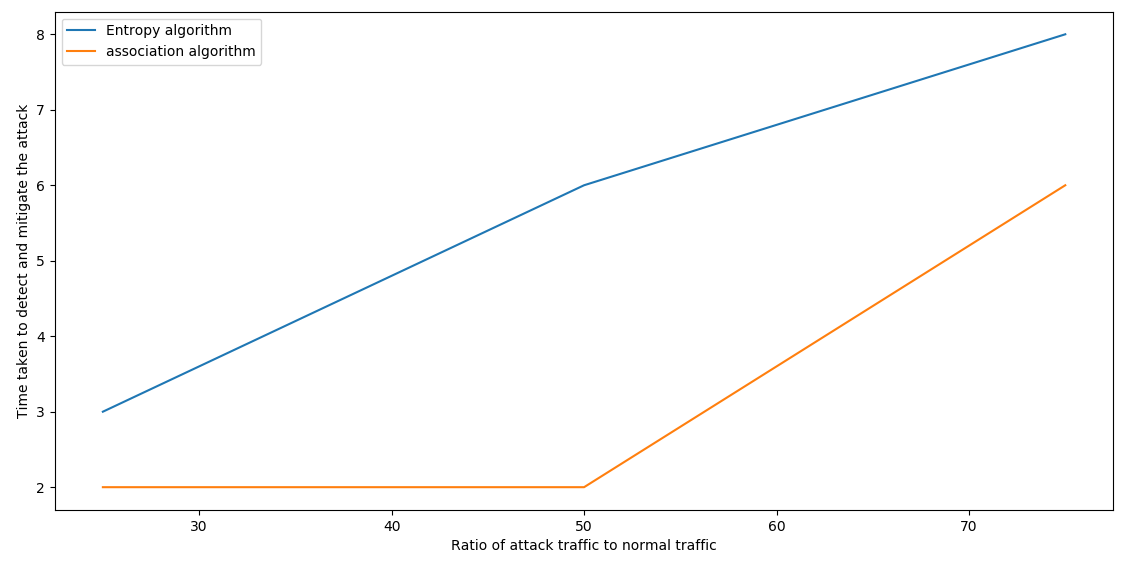 Entropy algorithm
association algorithm
Time taken to detect and mitigate the attack
8
7
6
5
4
3
2
30 40 50 60 70
Ratio of attack traffic to normal traffic